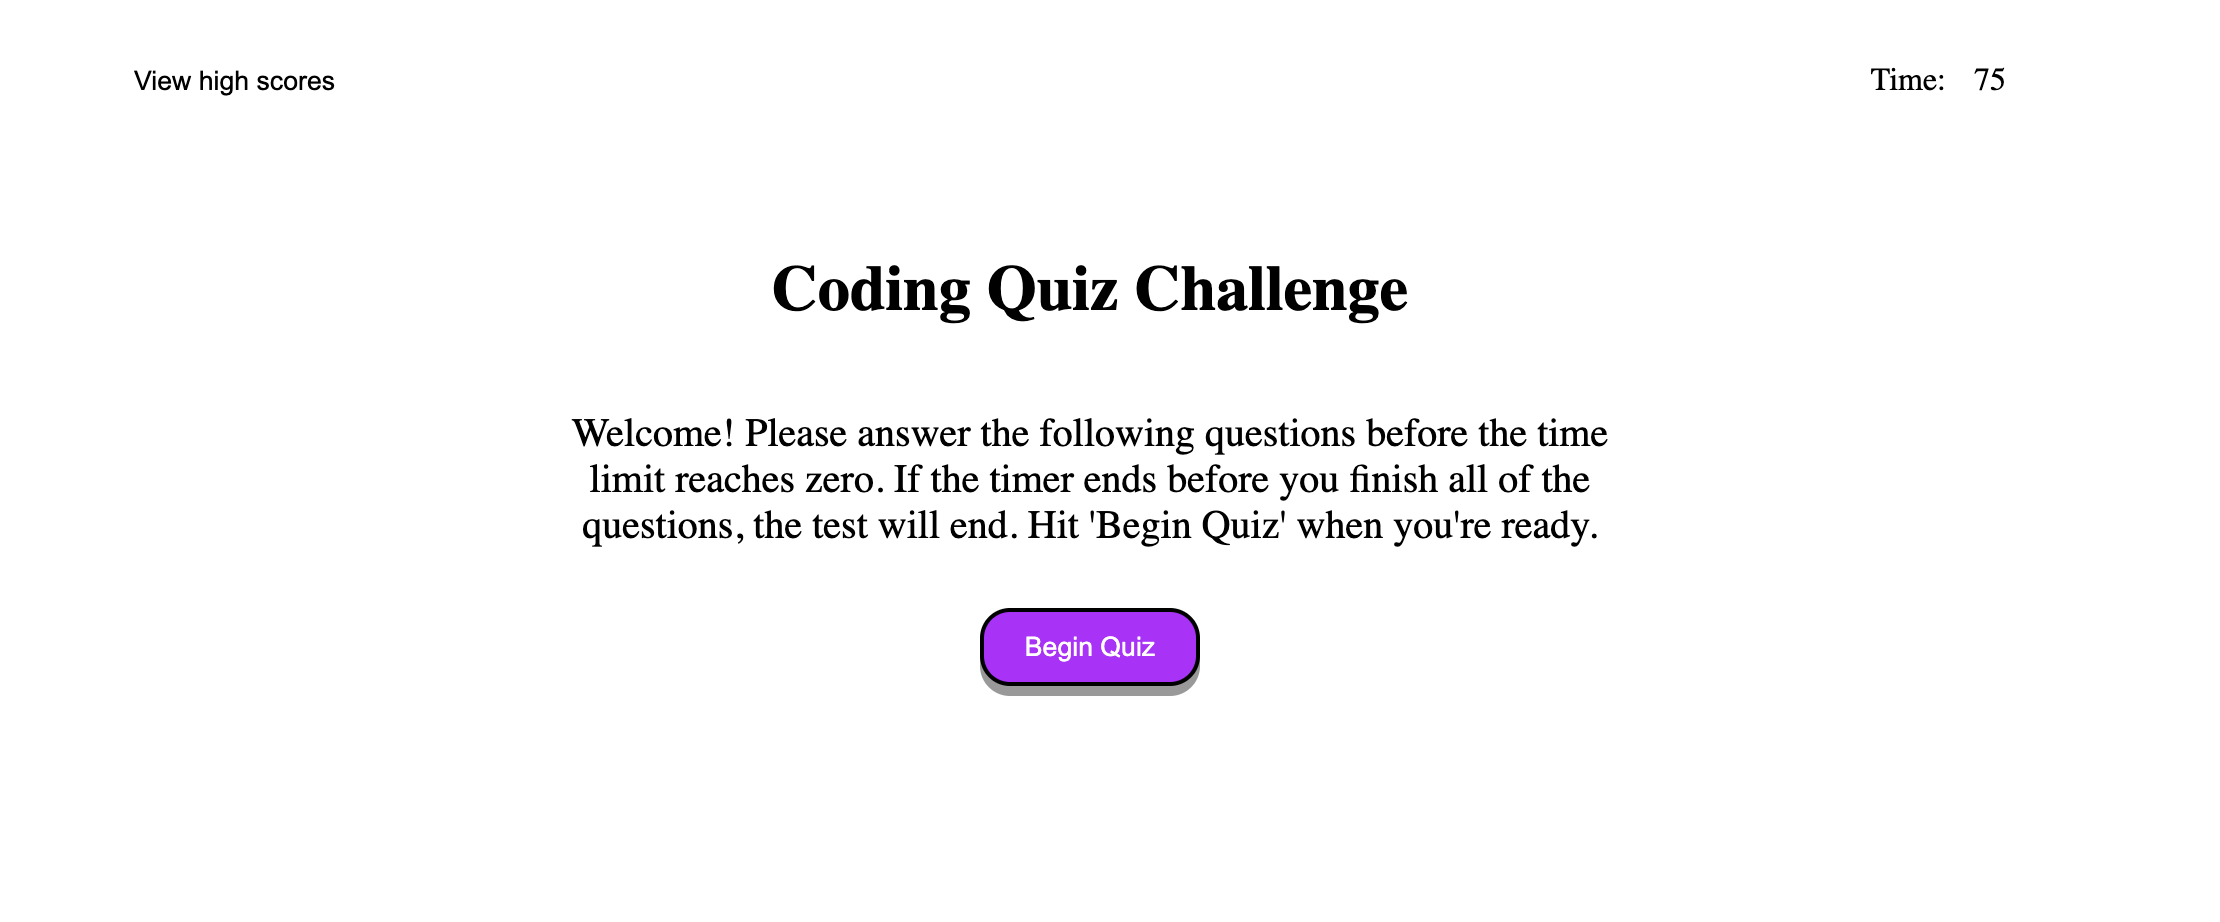 View high scores
Time: 75
Coding Quiz Challenge
Welcome! Please answer the following questions before the time
limit reaches zero. If the timer ends before you finish all of the
questions, the test will end. Hit 'Begin Quiz' when you're ready.
Begin Quiz